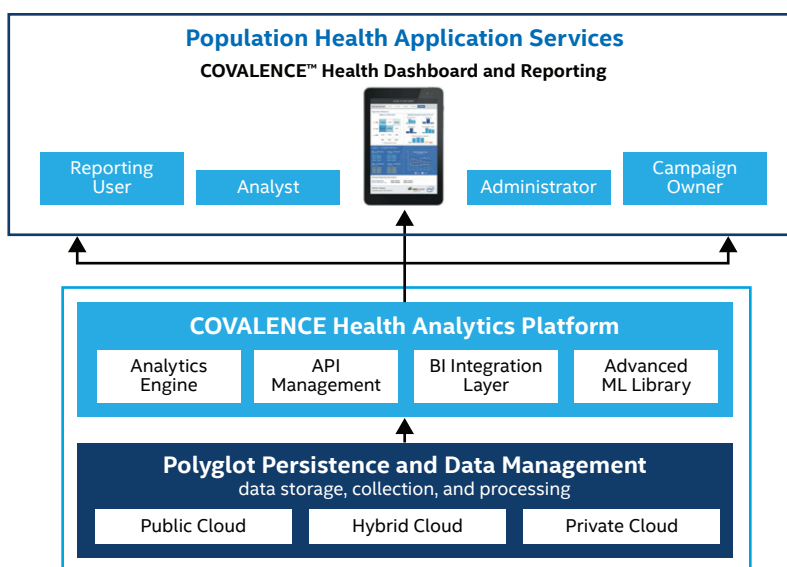 Population Health Application Services
COVALENCE™ Health Dashboard and Reporting
Reporting
User
Analyst
Administrator
Campaign
Owner
COVALENCE Health Analytics Platform
Analytics
Engine
API
Management
BI Integration
Layer
Advanced
ML Library
Polyglot Persistence and Data Management
data storage, collection, and processing
Public Cloud
Hybrid Cloud
Private Cloud